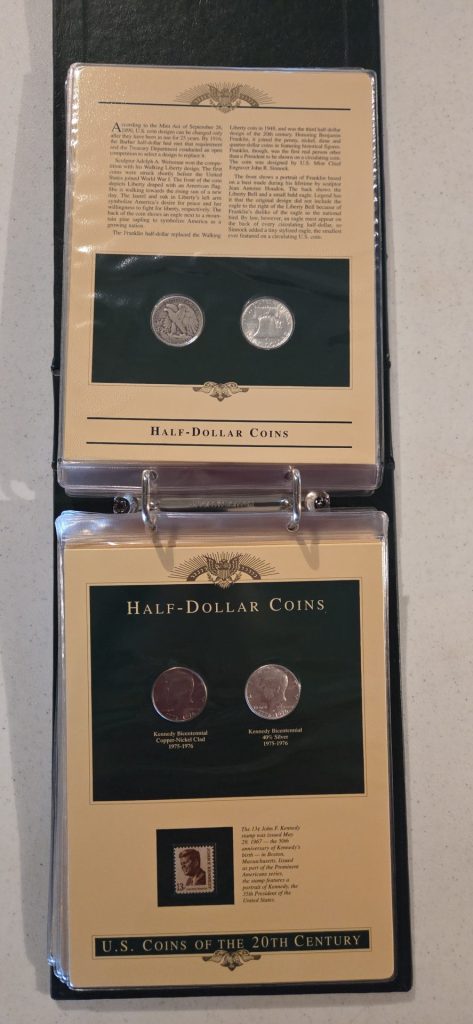 According to the Mint Act of September 26,
1890, U.S. coin designs can be changed only
after they have been in use for 25 years. By 1916,
the Barber half-dollar had met that requirement
and the Treasury Department conducted an open
competition to select a design to replace it.
Sculptor Adolph A. Weinman won the compe-
tition with his Walking Liberty design. The first
coins were struck shortly before the United
States joined World War I. The front of the coin
depicts Liberty draped with an American flag.
She is walking towards the rising sun of a new
day. The laurel and oak in Liberty's left arm
symbolize America's desire for peace and her
willingness to fight for liberty, respectively. The
back of the coin shows an eagle next to a moun-
tain pine sapling to symbolize America as a
growing nation.
The Franklin half-dollar replaced the Walking
Liberty coin in 1948, and was the third half-dollar
design of the 20th century. Honoring Benjamin
Franklin, it joined the penny, nickel, dime and
quarter-dollar coins in featuring historical figures.
Franklin, though, was the first real person other
than a President to be shown on a circulating coin.
The coin was designed by U.S. Mint Chief
Engraver John R. Sinnock.
The front shows a portrait of Franklin based
on a bust made during his lifetime by sculptor
Jean Antoine Houdon. The back shows the
Liberty Bell and a small bald eagle. Legend has
it that the original design did not include the
eagle to the right of the Liberty Bell because of
Franklin's dislike of the eagle as the national
bird. By law, however, an eagle must appear on
the back of every circulating half-dollar, so
Sinnock added a tiny stylized eagle, the smallest
ever featured on a circulating U.S. coin.
HALF-DOLLAR COINS
HALF-DOLLAR COINS
Kennedy Bicentennial
Copper-Nickel Clad
1975-1976
Kennedy Bicentennial
40% Silver
1975-1976
13
The 13¢ John F. Kennedy
stamp was issued May
29, 1967 — the 50th
anniversary of Kennedy's
birth — in Boston,
Massachusetts. Issued
as part of the Prominent
Americans series,
the stamp features a
portrait of Kennedy, the
35th President of the
United States.
U.S. COINS OF THE 20TH CENTURY